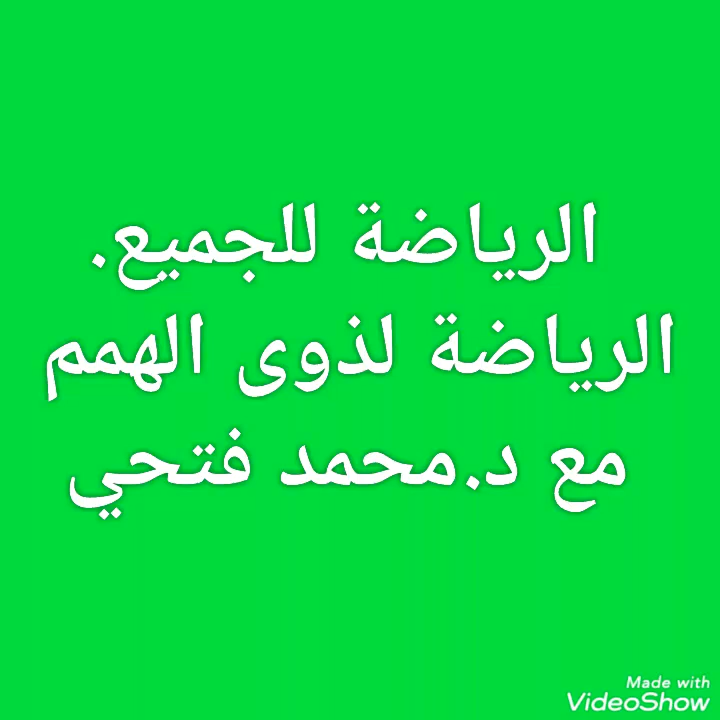 الرياضة للجميع.
الرياضة لذوى الهمم
مع د.محمد فتحي
Made with
VideoShow